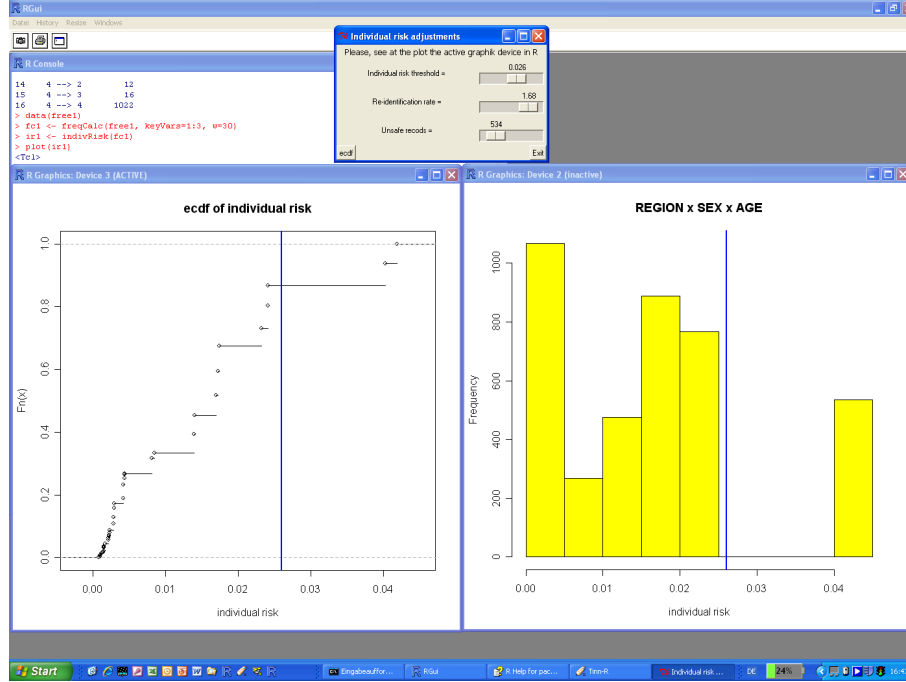 RGui
Datei History Resize Windows
R Console
14 4 --> 2 12
15 4 --> 3 16
16 4 --> 4 1022
> data(free1)
> fc1 <- freqCalc(free1, keyVars=1:3, w=30)
> ir1 <- indivRisk(fc1)
> plot(ir1)
<Tcl>
Individual risk adjustments
Please, see at the plot the active graphik device in R
Individual risk threshold = 0.026
Re-identification rate = 1.68
Unsafe recods = 534
ecdf Exit
R Graphics: Device 3 (ACTIVE)
ecdf of individual risk
Fn(x)
1.0
0.8
0.6
0.4
0.2
0.0
0.00 0.01 0.02 0.03 0.04
individual risk
R Graphics: Device 2 (inactive)
REGION x SEX x AGE
Frequency
1000
800
600
400
200
0
0.00 0.01 0.02 0.03 0.04
individual risk
Start Eingabeauffor... RGui R Help for pac... Tinn-R Individual risk ... DE 24%